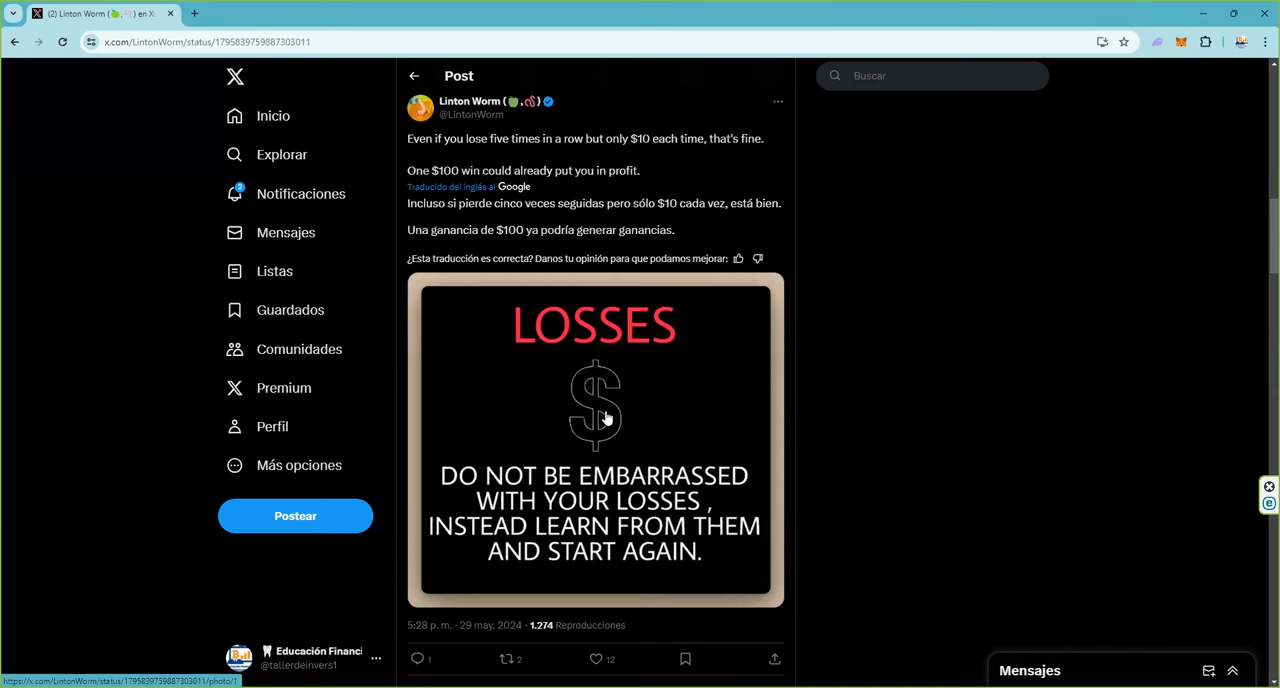 (2) Linton Worm (🍏,🪱) en X:
x.com/LintonWorm/status/1795839759887303011
Inicio
Explorar
2
Notificaciones
Mensajes
Listas
Guardados
Comunidades
Premium
Perfil
Más opciones
Postear
Educación Financi
@tallerdeinvers1
Post
Linton Worm (🍏,🪱)
@LintonWorm
Even if you lose five times in a row but only $10 each time, that's fine.
One $100 win could already put you in profit.
Traducido del inglés al Google
Incluso si pierde cinco veces seguidas pero sólo $10 cada vez, está bien.
Una ganancia de $100 ya podría generar ganancias.
¿Esta traducción es correcta? Danos tu opinión para que podamos mejorar:
LOSSES
$
DO NOT BE EMBARRASSED
WITH YOUR LOSSES ,
INSTEAD LEARN FROM THEM
AND START AGAIN.
5:28 p. m. · 29 may. 2024 · 1.274 Reproducciones
1 2 12
Buscar
Mensajes
https://x.com/LintonWorm/status/1795839759887303011/photo/1